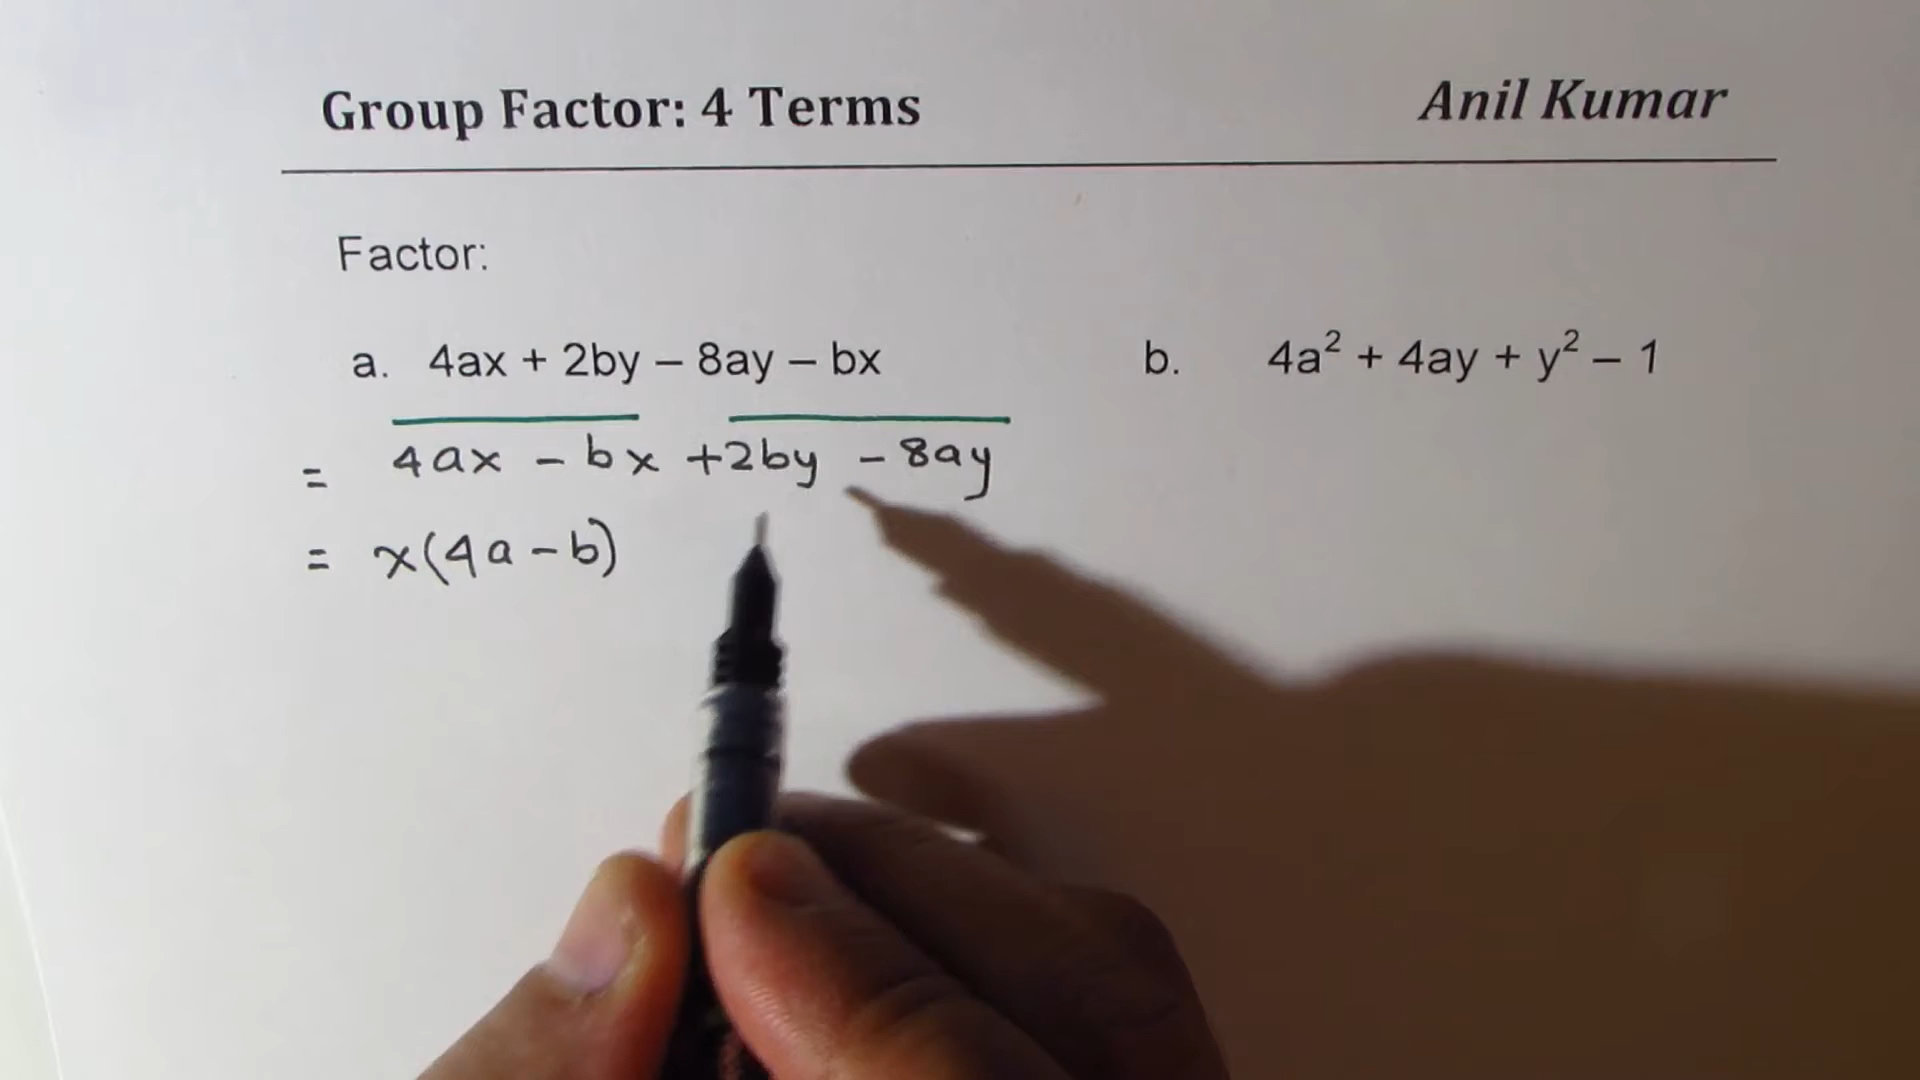 Group Factor: 4 Terms Anil Kumar
Factor:
a. 4ax + 2by – 8ay – bx b. 4a² + 4ay + y² – 1
= 4ax - bx +2by - 8ay
= x(4a - b)